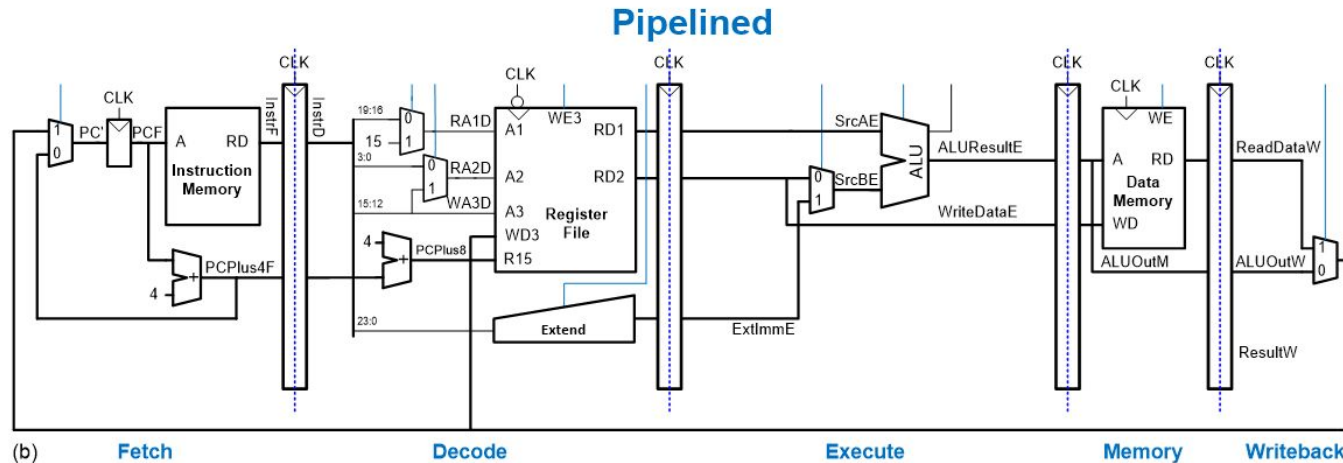 Pipelined
CLK CLK CLK CLK
CLK CLK CLK
InstrF InstrD
1 0 PC' PCF A RD Instruction Memory
19:16 0 RA1D A1 WE3 RD1 SrcAE WE
15 1
3:0 0 RA2D A2 RD2 0 SrcBE ALU ALUResultE A RD ReadDataW
1 1
15:12 WA3D A3 Register File WriteDataE Data Memory
WD3 WD
4 + PCPlus8 R15 ALUOutM ALUOutW 1 0
PCPlus4F + 4
23:0 Extend ExtImmE
ResultW
(b) Fetch Decode Execute Memory Writeback